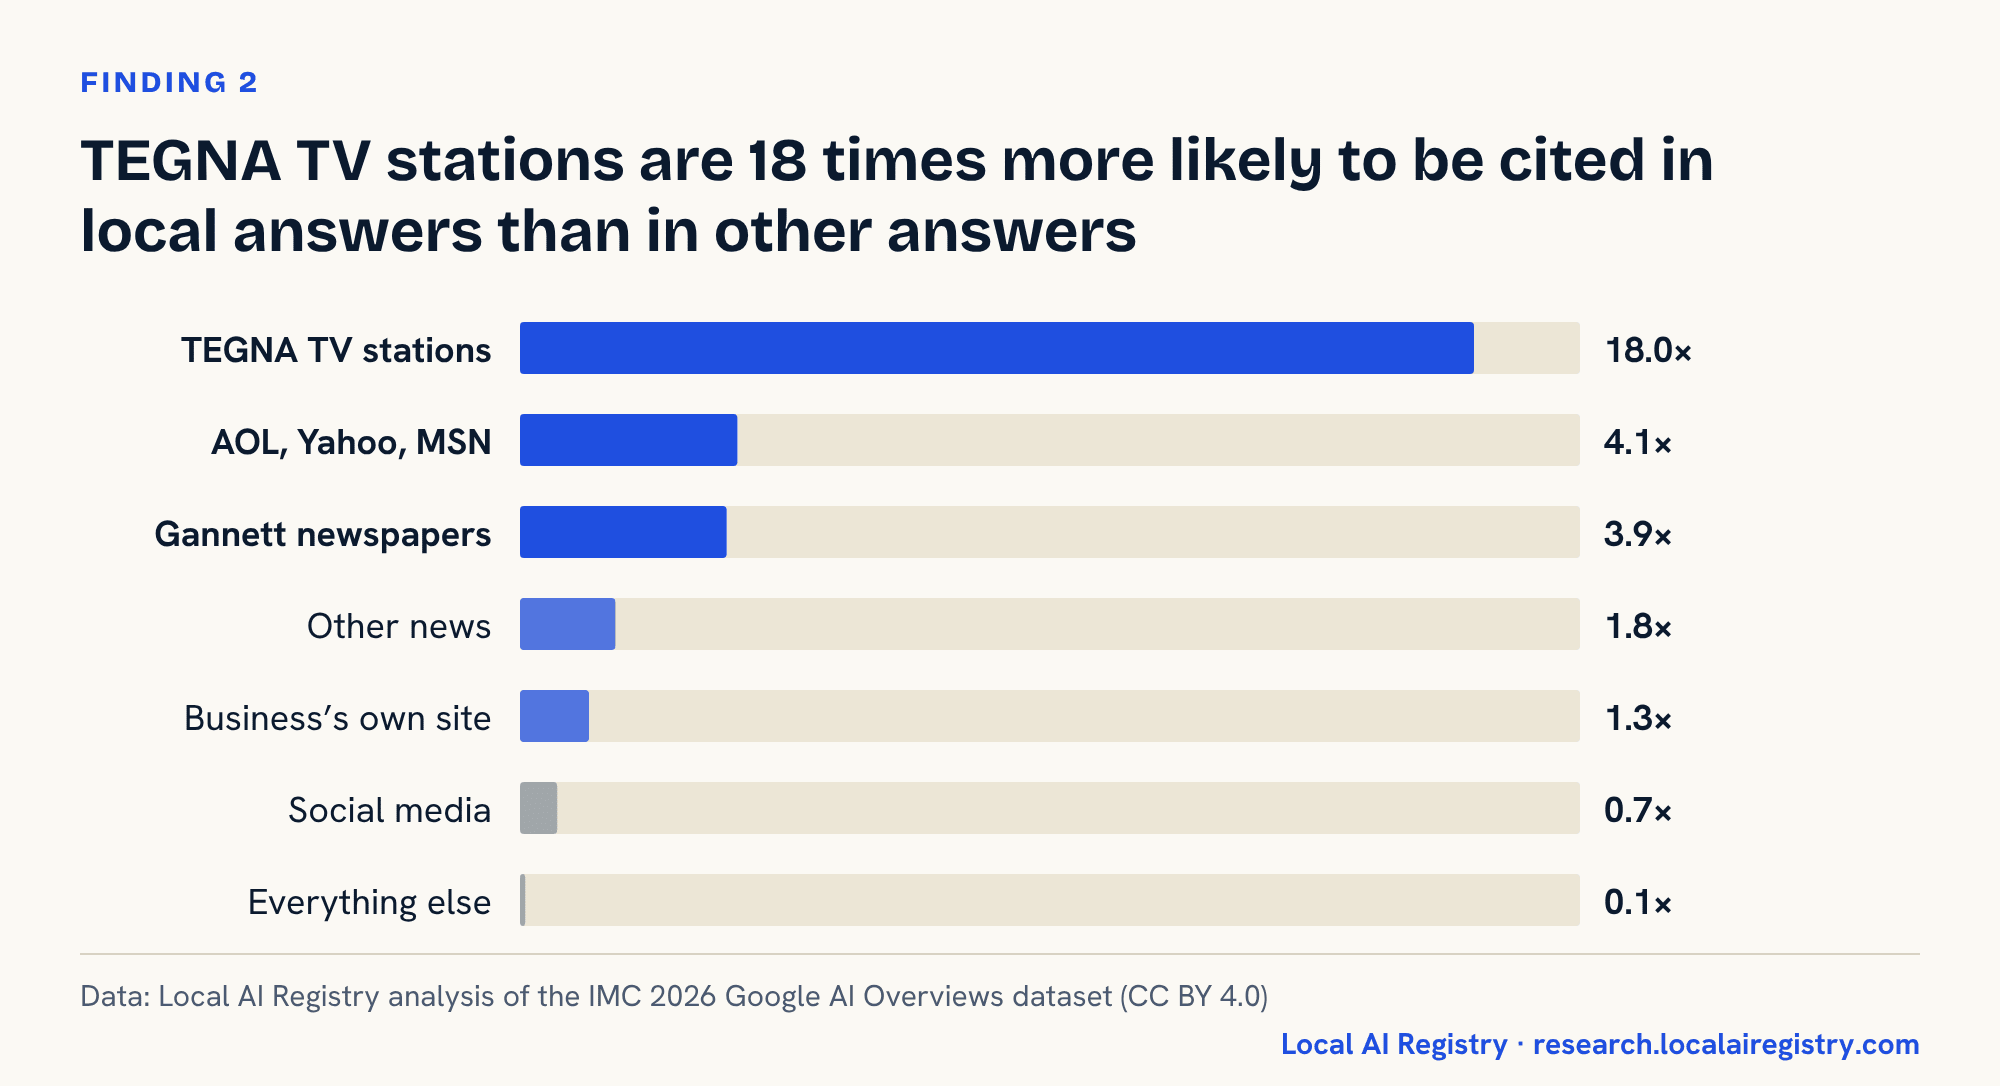 FINDING 2
TEGNA TV stations are 18 times more likely to be cited in
local answers than in other answers
TEGNA TV stations 18.0×
AOL, Yahoo, MSN 4.1×
Gannett newspapers 3.9×
Other news 1.8×
Business’s own site 1.3×
Social media 0.7×
Everything else 0.1×
Data: Local AI Registry analysis of the IMC 2026 Google AI Overviews dataset (CC BY 4.0)
Local AI Registry · research.localairegistry.com